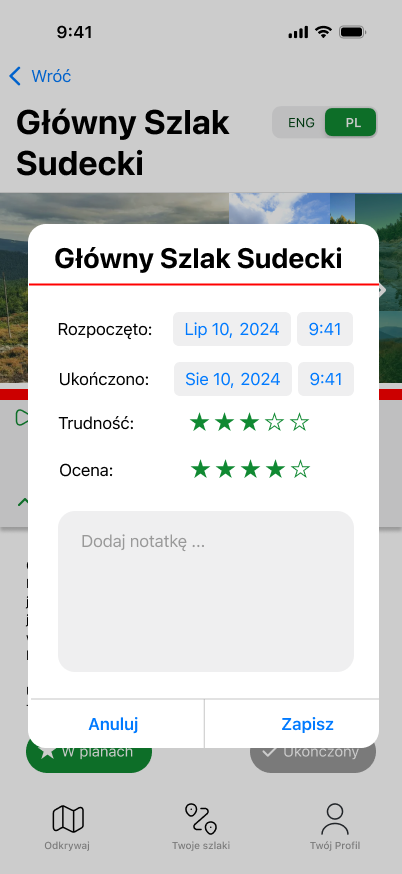 9:41
Wróć
Główny Szlak
Sudecki
ENG
PL
Główny Szlak Sudecki
Rozpoczęto:
Lip 10, 2024
9:41
Ukończono:
Sie 10, 2024
9:41
Trudność:
Ocena:
Dodaj notatkę ...
Anuluj
Zapisz
W planach
Ukończony
Odkrywaj
Twoje szlaki
Twój Profil